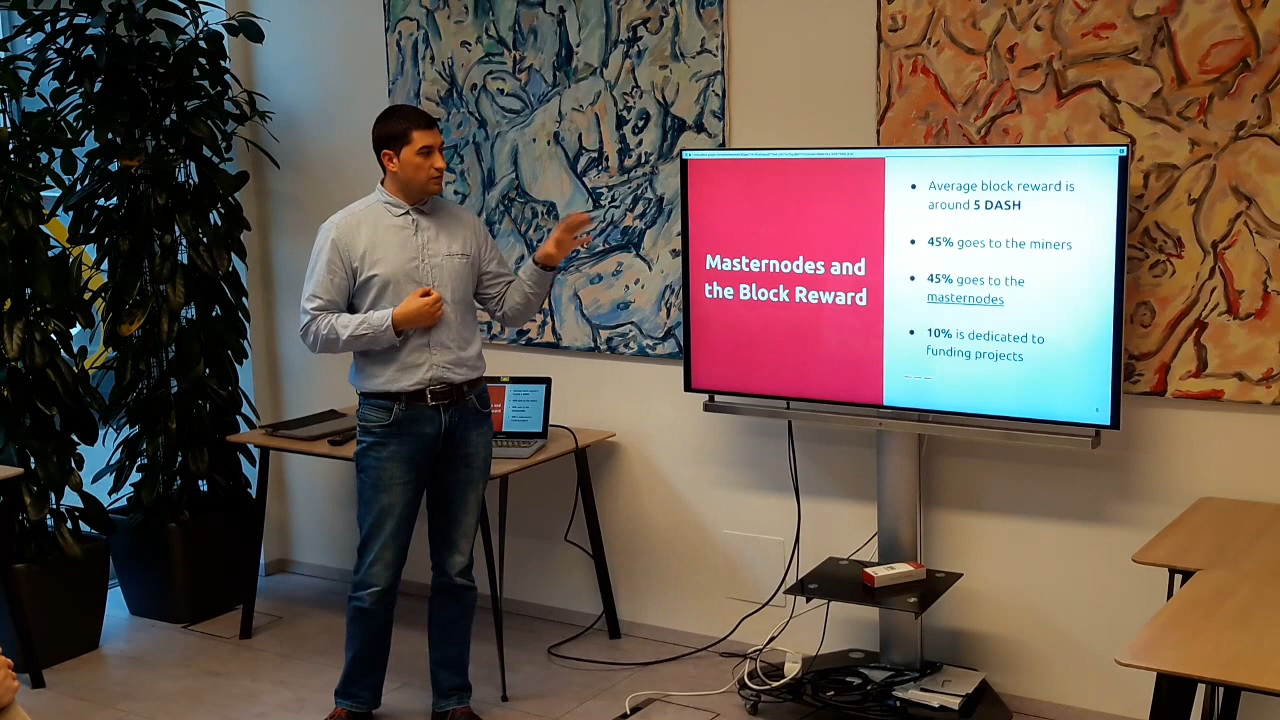 Masternodes and
the Block Reward
Average block reward is
around 5 DASH
45% goes to the miners
45% goes to the
masternodes
10% is dedicated to
funding projects